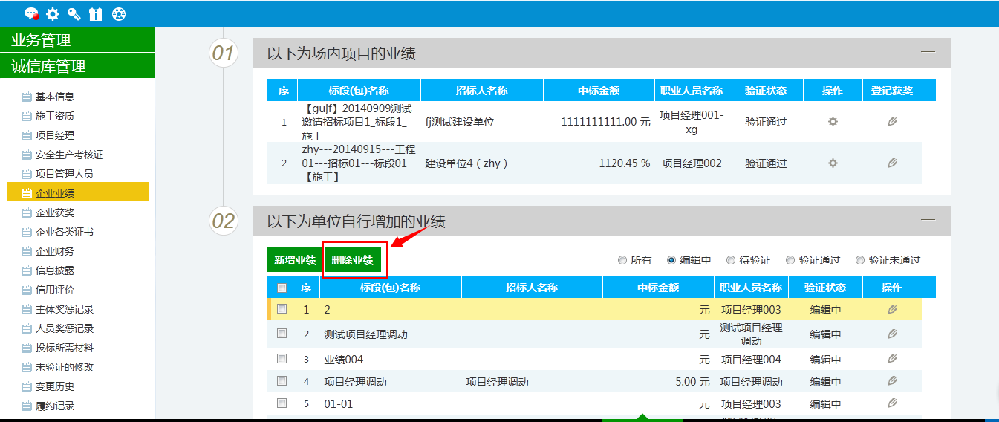 业务管理
诚信库管理
基本信息
施工资质
项目经理
安全生产考核证
项目管理人员
企业业绩
企业获奖
企业各类证书
企业财务
信息披露
信用评价
主体奖惩记录
人员奖惩记录
投标所需材料
未验证的修改
变更历史
履约记录
01 以下为场内项目的业绩
序 标段(包)名称 招标人名称 中标金额 职业人员名称 验证状态 操作 登记获奖
【gujf】20140909测试
邀请招标项目1_标段1_
施工
1 fj测试建设单位 1111111111.00 元 项目经理001-
xg
验证通过
zhy---20140915---工程
01---招标01---标段01
【施工】
2 建设单位4（zhy ） 1120.45 % 项目经理002 验证通过
02 以下为单位自行增加的业绩
新增业绩 删除业绩 所有 编辑中 待验证 验证通过 验证未通过
序 标段(包)名称 招标人名称 中标金额 职业人员名称 验证状态 操作
1 2 元 项目经理003 编辑中
2 测试项目经理调动 元 测试项目经理
调动
编辑中
3 业绩004 元 项目经理004 编辑中
4 项目经理调动 项目经理调动 5.00 元 项目经理调动 编辑中
5 01-01 元 项目经理003 编辑中